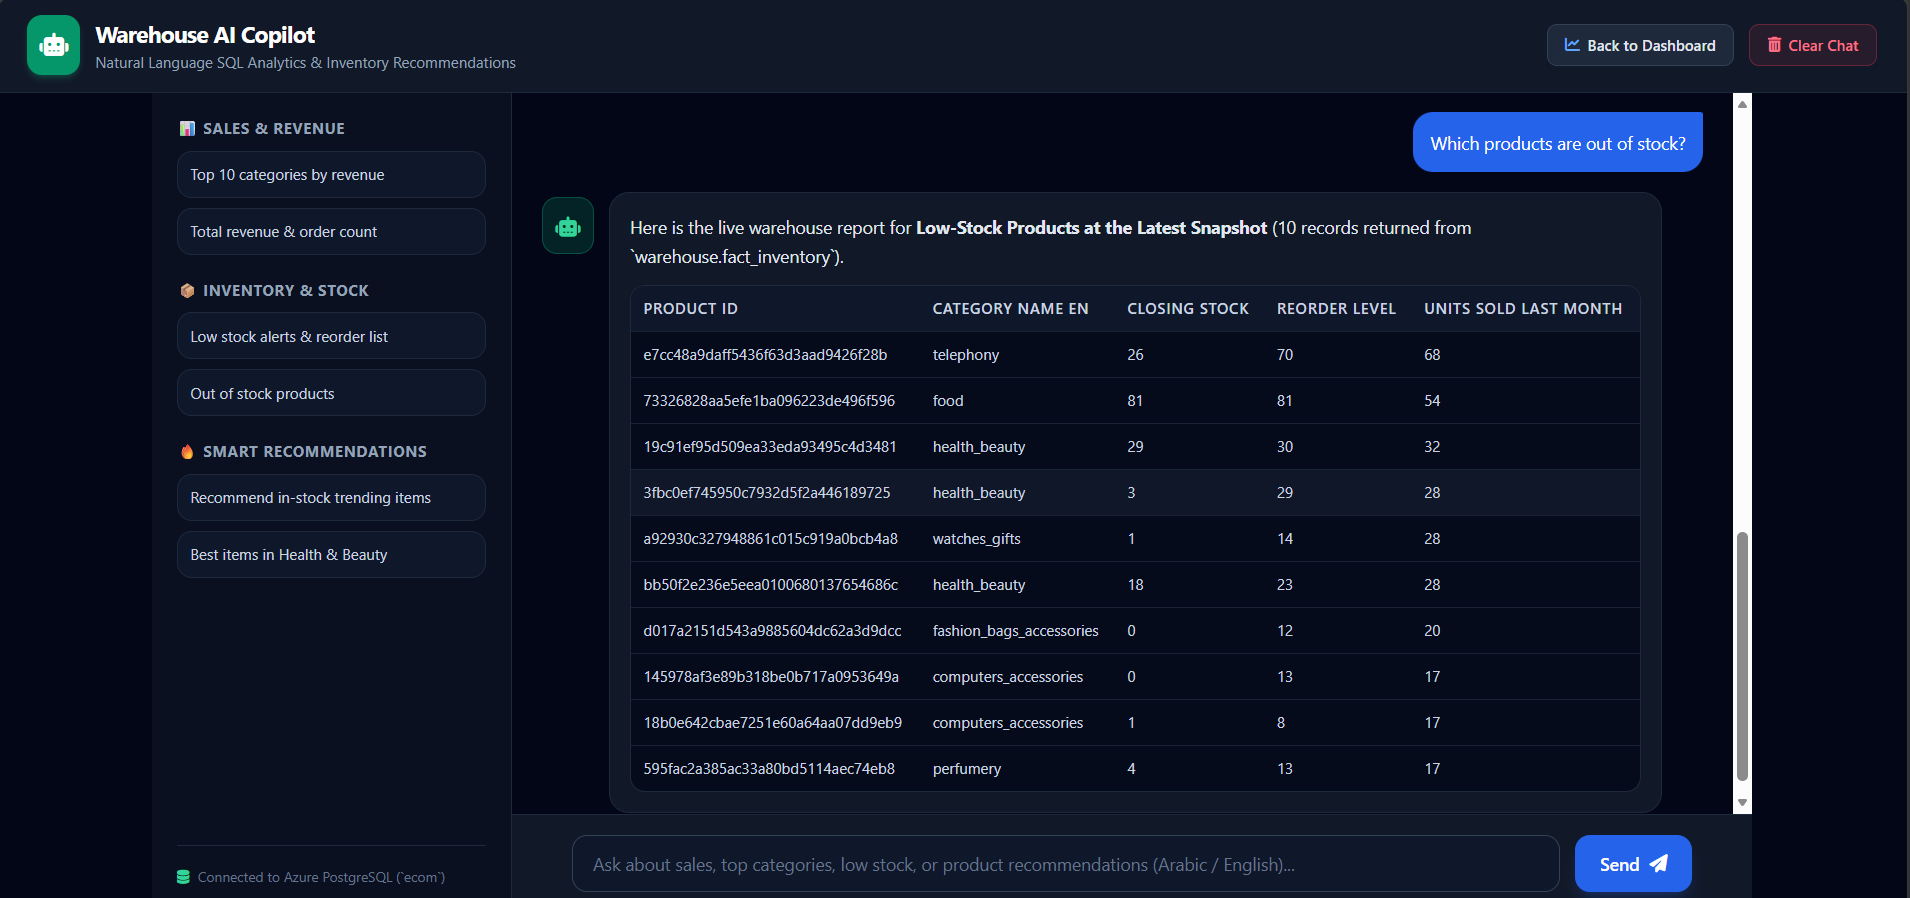 Warehouse AI Copilot
Natural Language SQL Analytics & Inventory Recommendations
Back to Dashboard
Clear Chat
SALES & REVENUE
Top 10 categories by revenue
Total revenue & order count
INVENTORY & STOCK
Low stock alerts & reorder list
Out of stock products
SMART RECOMMENDATIONS
Recommend in-stock trending items
Best items in Health & Beauty
Connected to Azure PostgreSQL (`ecom`)
Which products are out of stock?
Here is the live warehouse report for Low-Stock Products at the Latest Snapshot (10 records returned from
`warehouse.fact_inventory`).
PRODUCT ID CATEGORY NAME EN CLOSING STOCK REORDER LEVEL UNITS SOLD LAST MONTH
e7cc48a9daff5436f63d3aad9426f28b telephony 26 70 68
73326828aa5efe1ba096223de496f596 food 81 81 54
19c91ef95d509ea33eda93495c4d3481 health_beauty 29 30 32
3fbc0ef745950c7932d5f2a446189725 health_beauty 3 29 28
a92930c327948861c015c919a0bcb4a8 watches_gifts 1 14 28
bb50f2e236e5eea0100680137654686c health_beauty 18 23 28
d017a2151d543a9885604dc62a3d9dcc fashion_bags_accessories 0 12 20
145978af3e89b318be0b717a0953649a computers_accessories 0 13 17
18b0e642cbae7251e60a64aa07dd9eb9 computers_accessories 1 8 17
595fac2a385ac33a80bd5114aec74eb8 perfumery 4 13 17
Ask about sales, top categories, low stock, or product recommendations (Arabic / English)...
Send